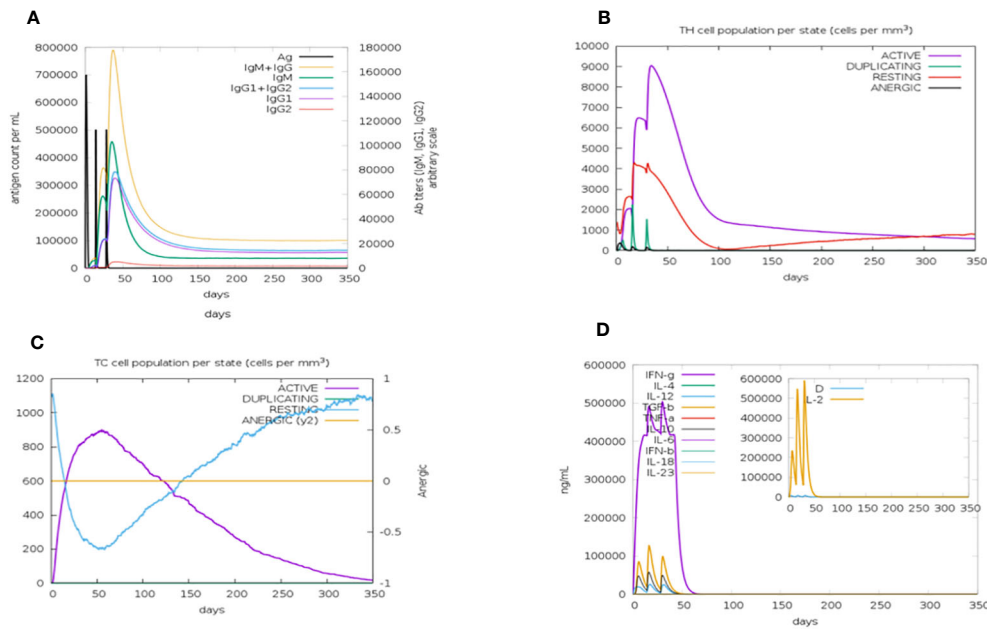 A
800000
700000
600000
500000
400000
300000
200000
100000
0
antigen count per mL
Ag
IgM+IgG
IgM
IgG1+IgG2
IgG1
IgG2
180000
160000
140000
120000
100000
80000
60000
40000
20000
0
Ab titers (IgM, IgG1, IgG2)
arbitrary scale
0 50 100 150 200 250 300 350
days
days
B
TH cell population per state (cells per mm³)
10000
9000
8000
7000
6000
5000
4000
3000
2000
1000
0
ACTIVE
DUPLICATING
RESTING
ANERGIC
0 50 100 150 200 250 300 350
days
C
TC cell population per state (cells per mm³)
1200
1000
800
600
400
200
0
ACTIVE
DUPLICATING
RESTING
ANERGIC (y2)
1
0.5
0
-0.5
-1
Anergic
0 50 100 150 200 250 300 350
days
D
600000
500000
400000
300000
200000
100000
0
ng/mL
IFN-g
IL-4
IL-12
TGF-b
TNF-a
IL-10
IL-6
IFN-b
IL-18
IL-23
600000
500000
400000
300000
200000
100000
0
D
IL-2
0 50 100 150 200 250 300 350
0 50 100 150 200 250 300 350
days